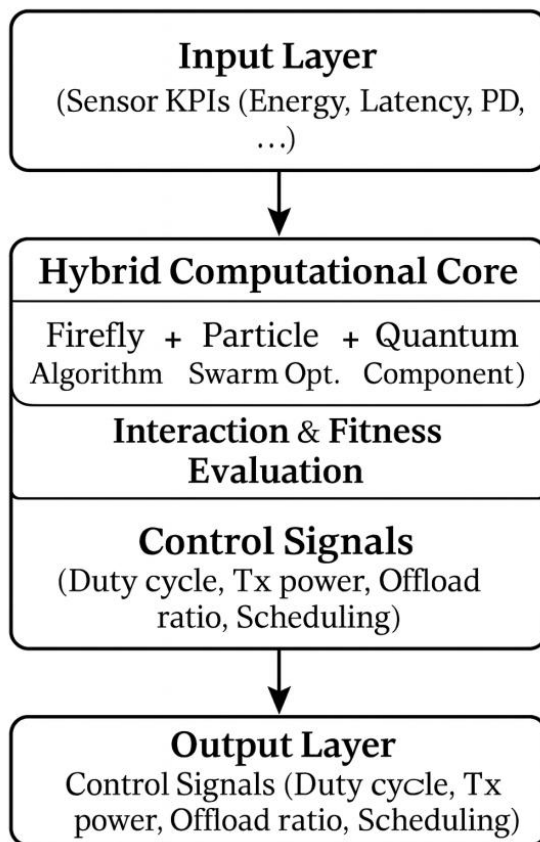 Input Layer
(Sensor KPIs (Energy, Latency, PD,
...)
Hybrid Computational Core
Firefly + Particle + Quantum
Algorithm Swarm Opt. Component)
Interaction & Fitness
Evaluation
Control Signals
(Duty cycle, Tx power, Offload
ratio, Scheduling)
Output Layer
Control Signals (Duty cycle, Tx
power, Offload ratio, Scheduling)